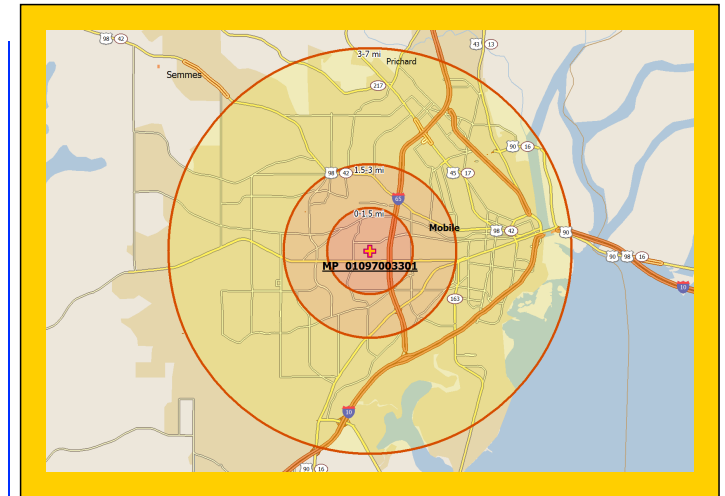 98 42
43 13
3-7 mi
Prichard
Semmes
217
90 16
98 42
1.5-3 mi
45 17
65
0-1.5 mi
Mobile
98 42
90
MP_01097003301
90 98 16
10
163
10
90 16